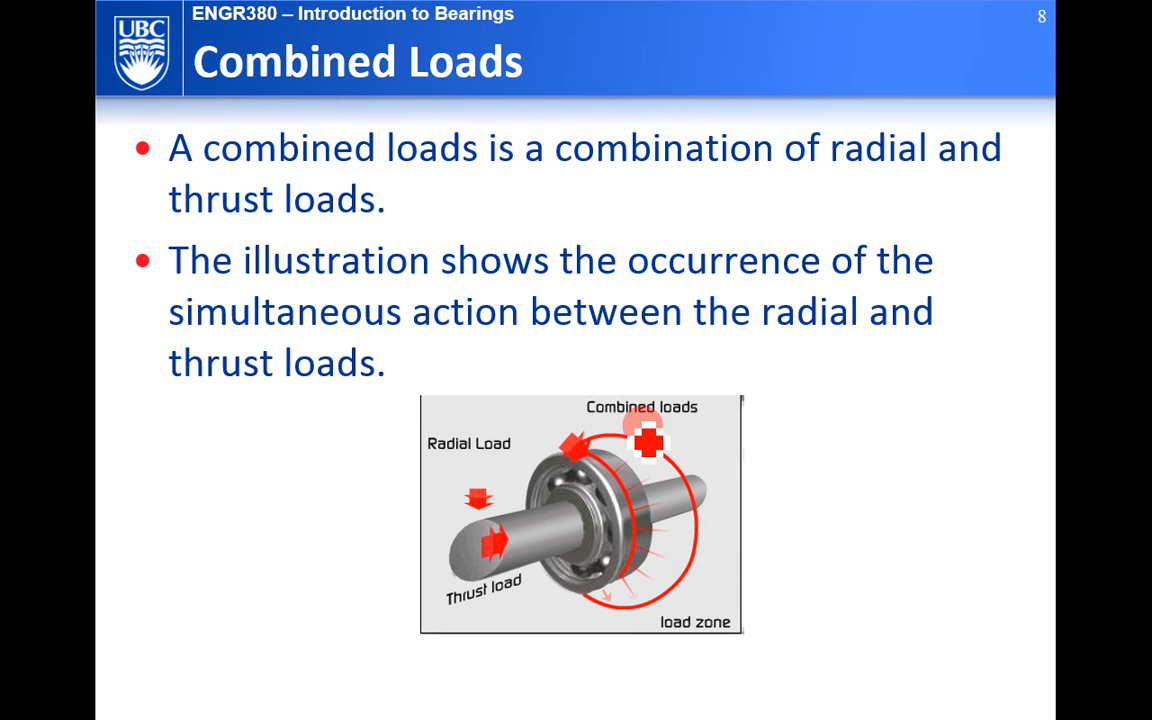 ENGR380 – Introduction to Bearings
8
UBC
Combined Loads
• A combined loads is a combination of radial and
thrust loads.
• The illustration shows the occurrence of the
simultaneous action between the radial and
thrust loads.
Combined loads
Radial Load
Thrust load
load zone